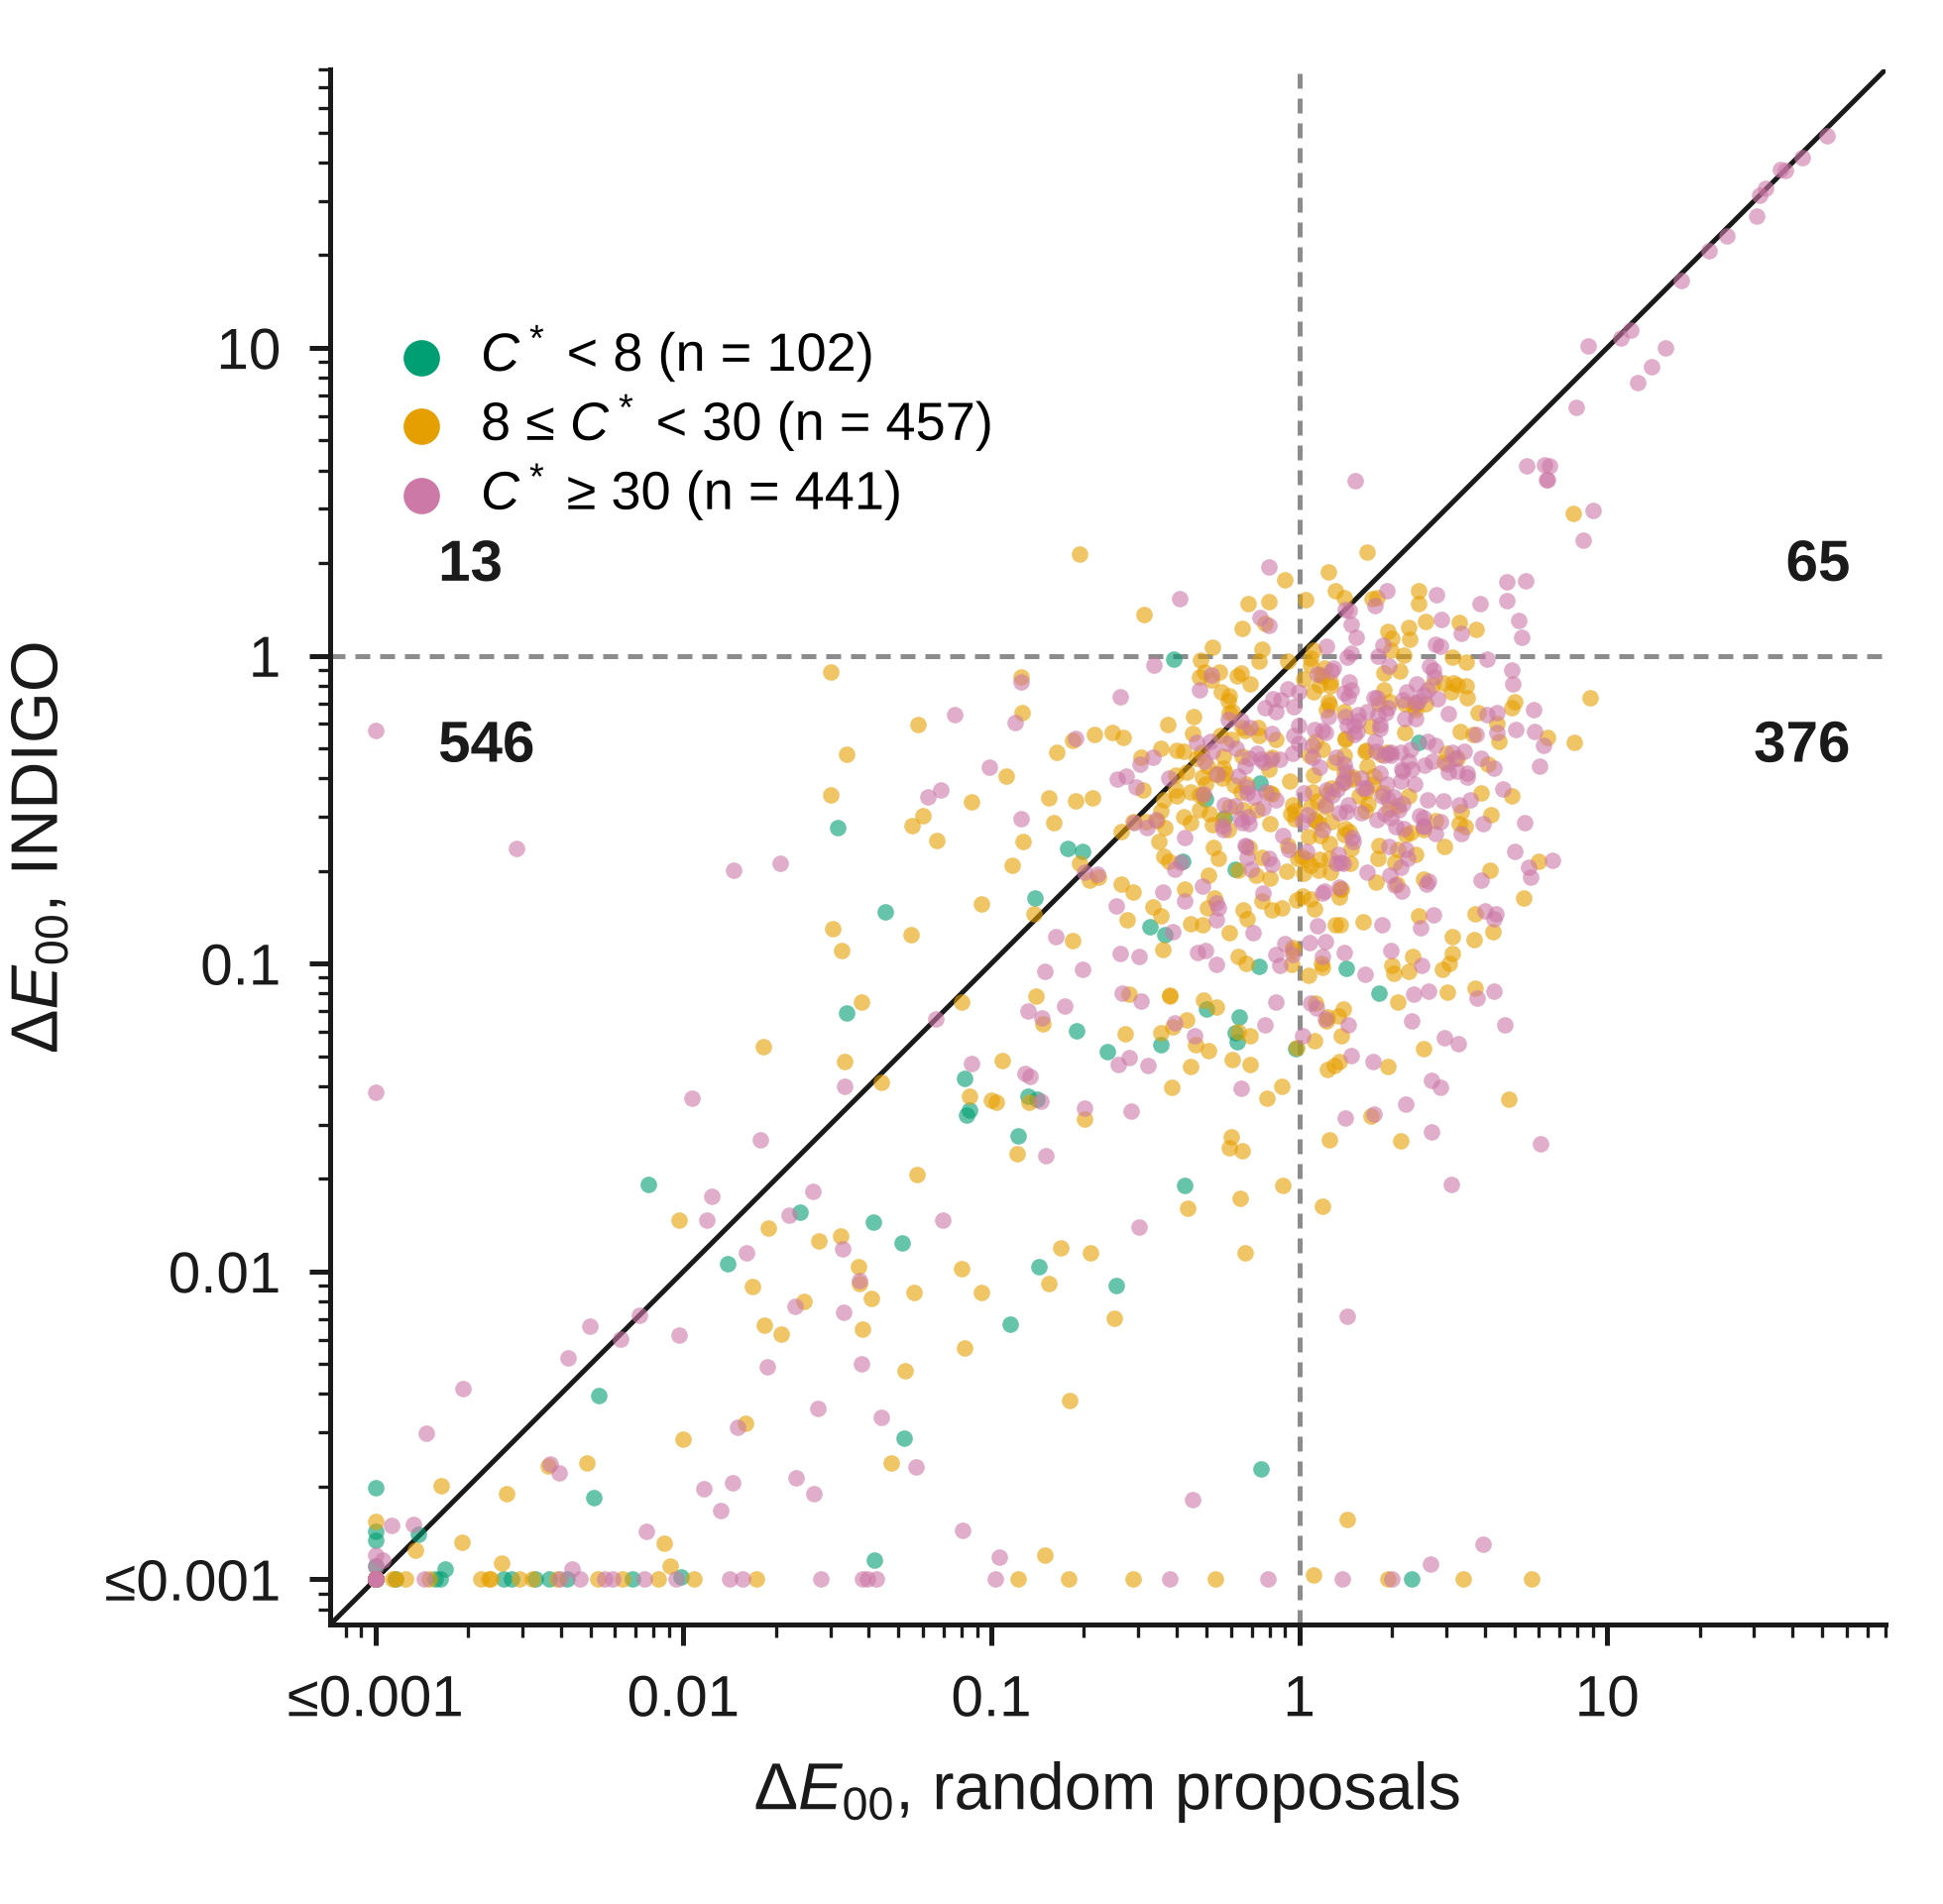 10
1
0.1
0.01
≤0.001
ΔE00, INDIGO
C* < 8 (n = 102)
8 ≤ C* < 30 (n = 457)
C* ≥ 30 (n = 441)
13
65
546
376
≤0.001
0.01
0.1
1
10
ΔE00, random proposals